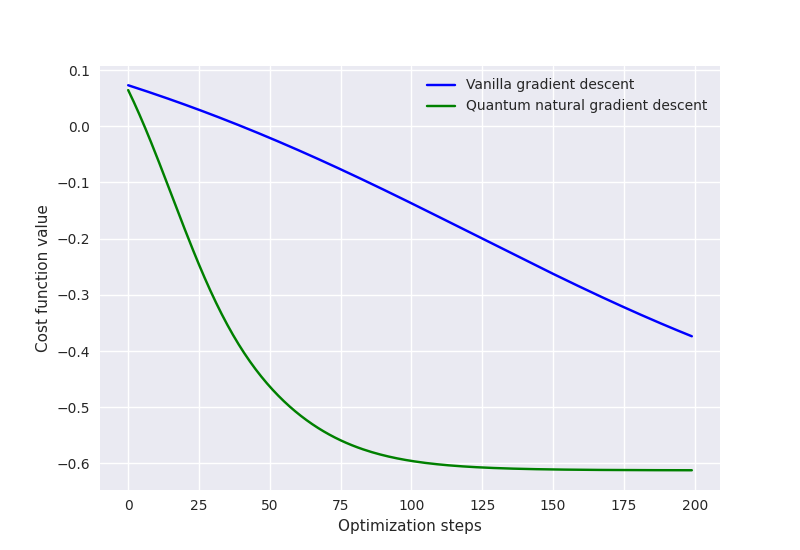 Vanilla gradient descent
Quantum natural gradient descent
0.1
0.0
−0.1
−0.2
−0.3
−0.4
−0.5
−0.6
Cost function value
0 25 50 75 100 125 150 175 200
Optimization steps